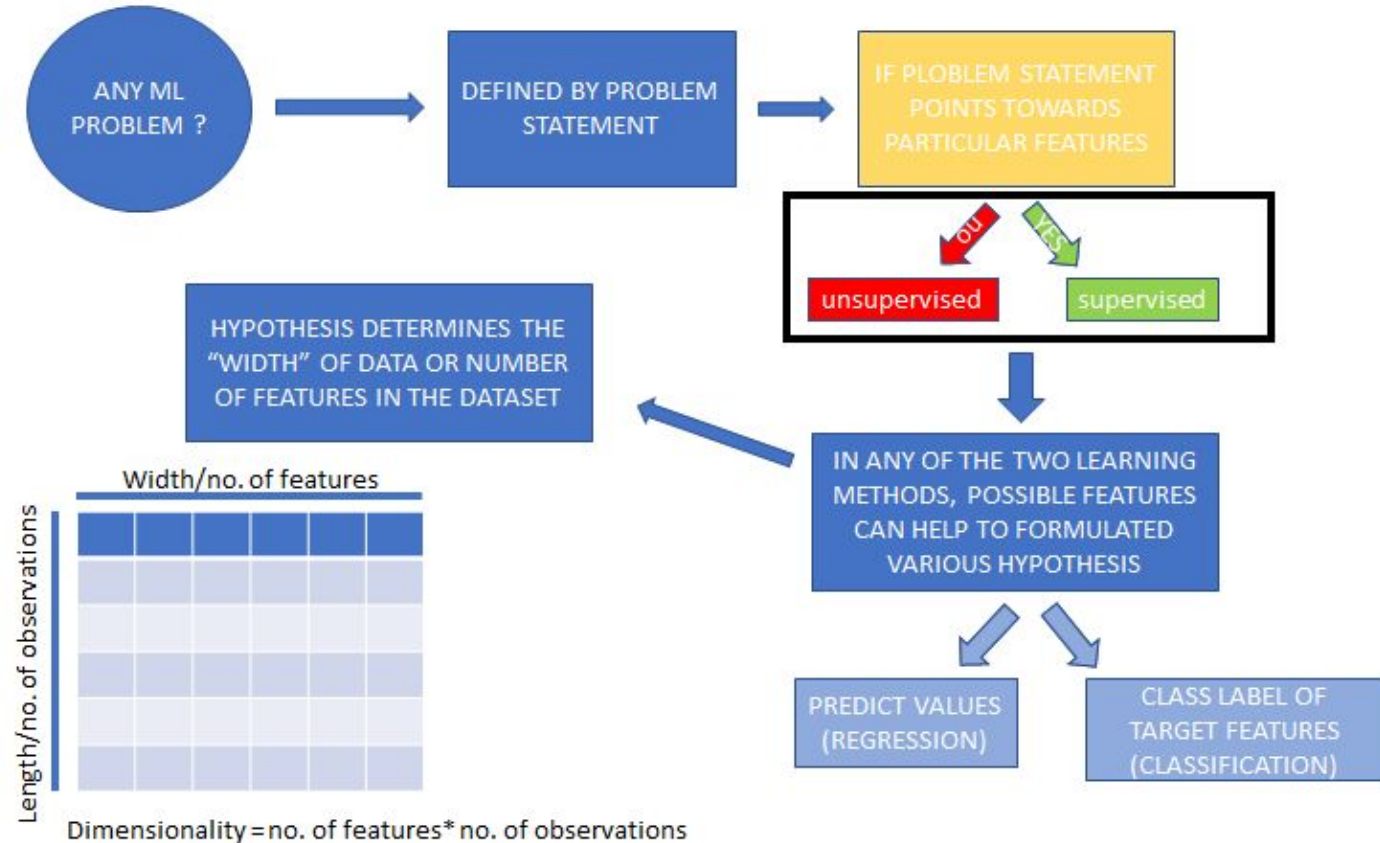 ANY ML
PROBLEM ?
DEFINED BY PROBLEM
STATEMENT
IF PLOBLEM STATEMENT
POINTS TOWARDS
PARTICULAR FEATURES
no
YES
unsupervised
supervised
HYPOTHESIS DETERMINES THE
“WIDTH” OF DATA OR NUMBER
OF FEATURES IN THE DATASET
IN ANY OF THE TWO LEARNING
METHODS, POSSIBLE FEATURES
CAN HELP TO FORMULATED
VARIOUS HYPOTHESIS
PREDICT VALUES
(REGRESSION)
CLASS LABEL OF
TARGET FEATURES
(CLASSIFICATION)
Width/no. of features
Length/no. of observations
Dimensionality = no. of features* no. of observations